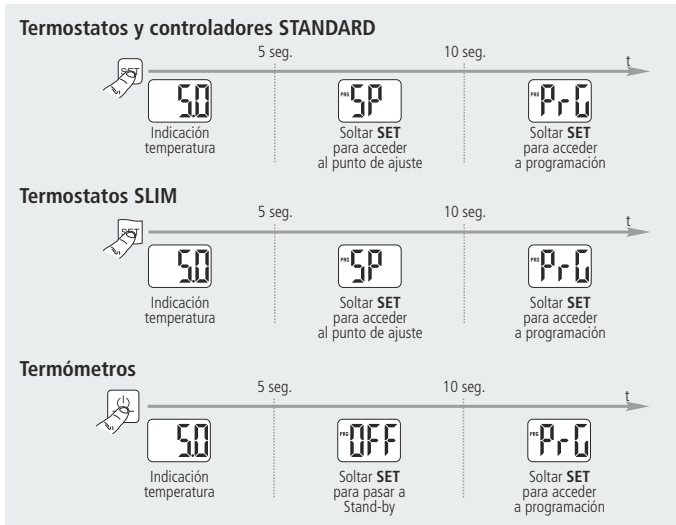 Termostatos y controladores STANDARD
5 seg.
10 seg.
t
SET
5.0
PRG SP
PRG PrG
Indicación
temperatura
Soltar SET
para acceder
al punto de ajuste
Soltar SET
para acceder
a programación
Termostatos SLIM
5 seg.
10 seg.
t
SET
5.0
PRG SP
PRG PrG
Indicación
temperatura
Soltar SET
para acceder
al punto de ajuste
Soltar SET
para acceder
a programación
Termómetros
5 seg.
10 seg.
t
5.0
PRG OFF
PRG PrG
Indicación
temperatura
Soltar SET
para pasar a
Stand-by
Soltar SET
para acceder
a programación